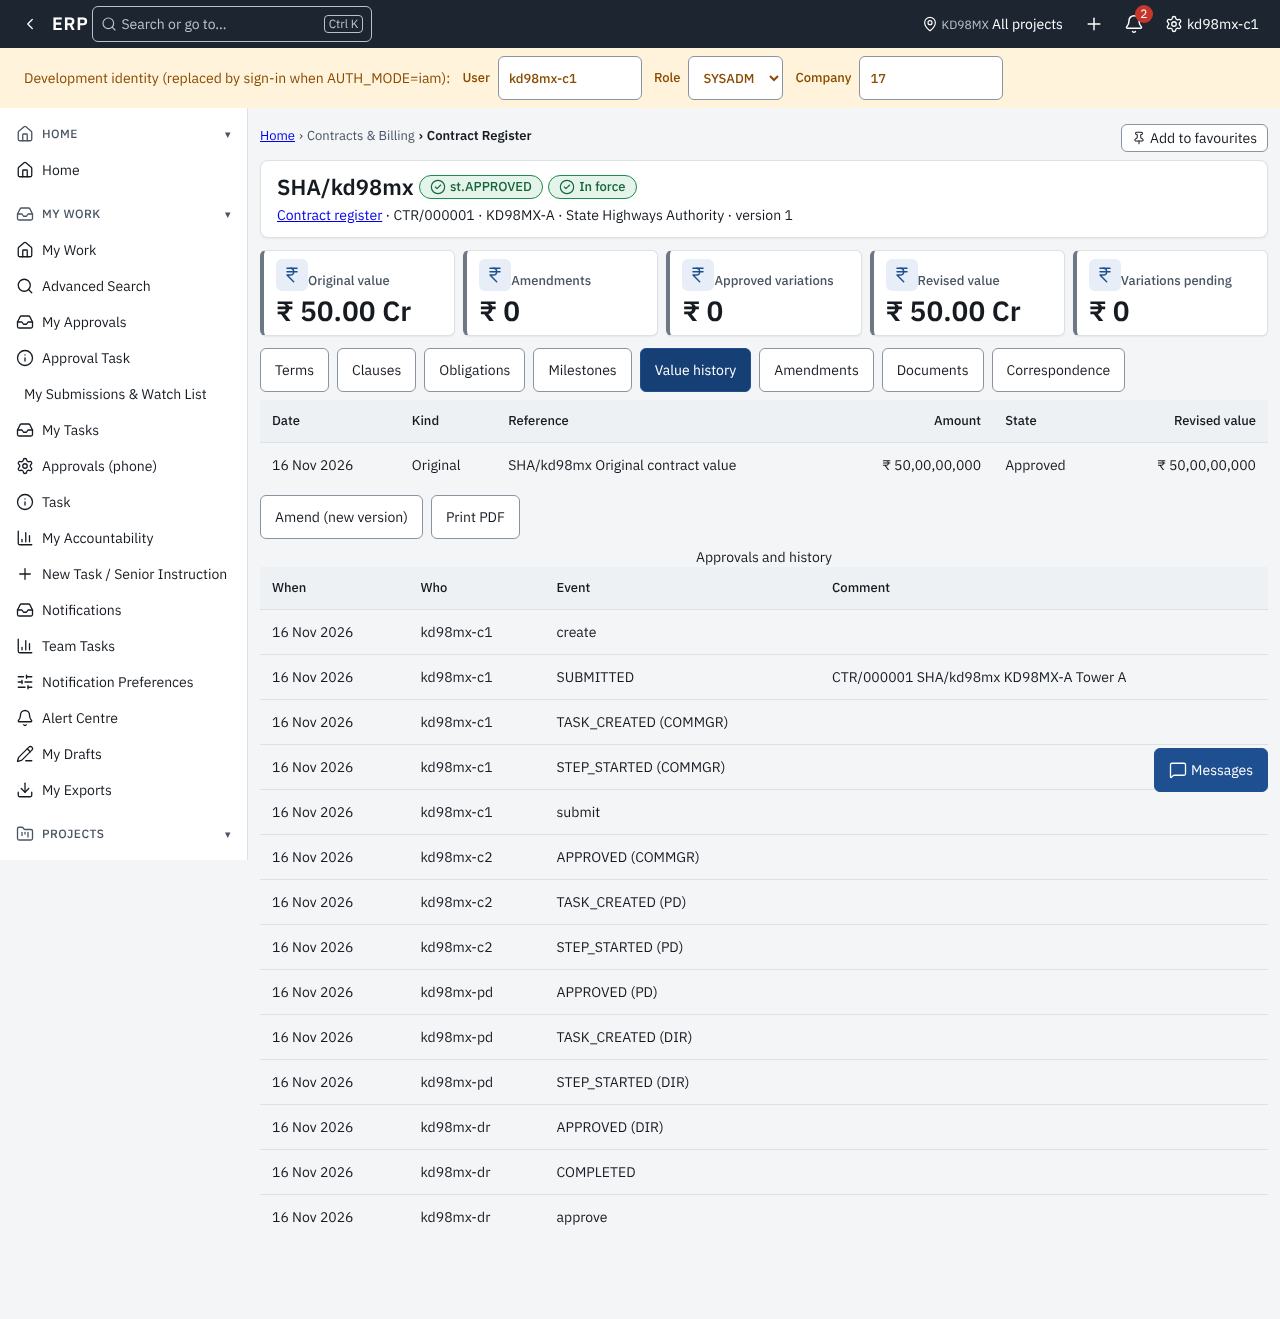 ERP Search or go to... Ctrl K KD98MX All projects 2 kd98mx-c1
Development identity (replaced by sign-in when AUTH_MODE=iam): User kd98mx-c1 Role SYSADM Company 17
HOME
Home
MY WORK
My Work
Advanced Search
My Approvals
Approval Task
My Submissions & Watch List
My Tasks
Approvals (phone)
Task
My Accountability
New Task / Senior Instruction
Notifications
Team Tasks
Notification Preferences
Alert Centre
My Drafts
My Exports
PROJECTS
Home › Contracts & Billing › Contract Register
Add to favourites
SHA/kd98mx st.APPROVED In force
Contract register · CTR/000001 · KD98MX-A · State Highways Authority · version 1
₹ Original value
₹ 50.00 Cr
₹ Amendments
₹ 0
₹ Approved variations
₹ 0
₹ Revised value
₹ 50.00 Cr
₹ Variations pending
₹ 0
Terms Clauses Obligations Milestones Value history Amendments Documents Correspondence
Date Kind Reference Amount State Revised value
16 Nov 2026 Original SHA/kd98mx Original contract value ₹ 50,00,00,000 Approved ₹ 50,00,00,000
Amend (new version) Print PDF
Approvals and history
When Who Event Comment
16 Nov 2026 kd98mx-c1 create
16 Nov 2026 kd98mx-c1 SUBMITTED CTR/000001 SHA/kd98mx KD98MX-A Tower A
16 Nov 2026 kd98mx-c1 TASK_CREATED (COMMGR)
16 Nov 2026 kd98mx-c1 STEP_STARTED (COMMGR)
Messages
16 Nov 2026 kd98mx-c1 submit
16 Nov 2026 kd98mx-c2 APPROVED (COMMGR)
16 Nov 2026 kd98mx-c2 TASK_CREATED (PD)
16 Nov 2026 kd98mx-c2 STEP_STARTED (PD)
16 Nov 2026 kd98mx-pd APPROVED (PD)
16 Nov 2026 kd98mx-pd TASK_CREATED (DIR)
16 Nov 2026 kd98mx-pd STEP_STARTED (DIR)
16 Nov 2026 kd98mx-dr APPROVED (DIR)
16 Nov 2026 kd98mx-dr COMPLETED
16 Nov 2026 kd98mx-dr approve